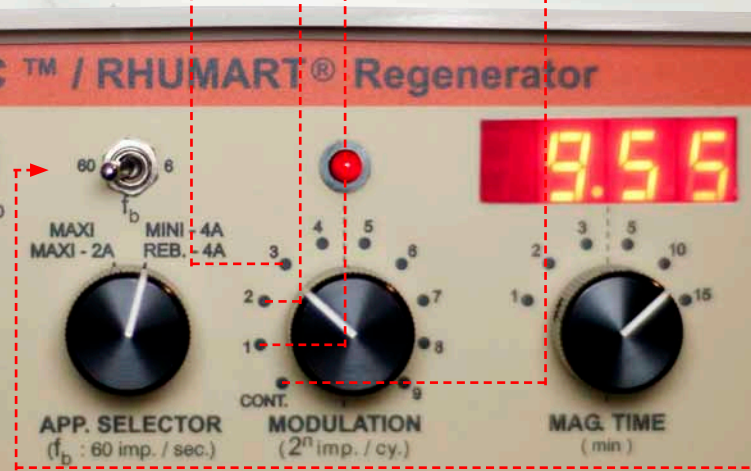 C ™ / RHUMART® Regenerator
60 6
9.55
f b
MAXI MINI - 4A
MAXI - 2A REB. - 4A
1 2 3 4 5 6 7 8 9
CONT.
1 2 3 5 10 15
APP. SELECTOR
(f b : 60 imp. / sec.)
MODULATION
(2ⁿ imp. / cy.)
MAG. TIME
( min )